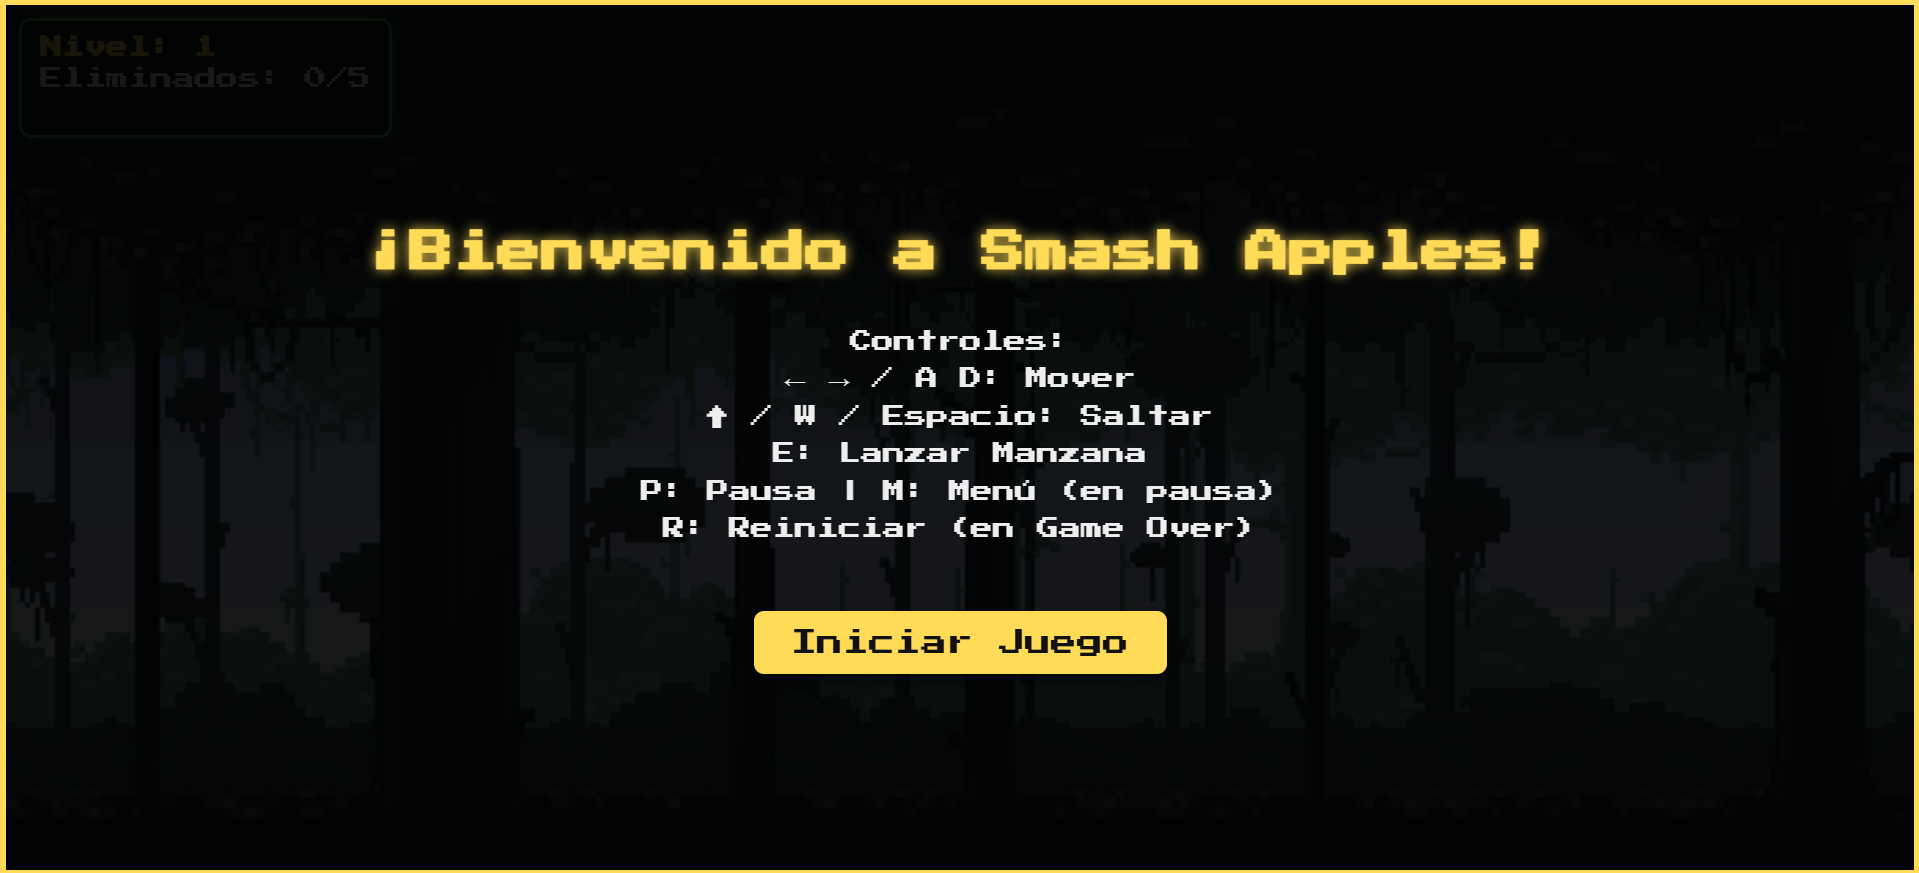 Nivel: 1
Eliminados: 0/5
¡Bienvenido a Smash Apples!
Controles:
← → / A D: Mover
↑ / W / Espacio: Saltar
E: Lanzar Manzana
P: Pausa | M: Menú (en pausa)
R: Reiniciar (en Game Over)
Iniciar Juego